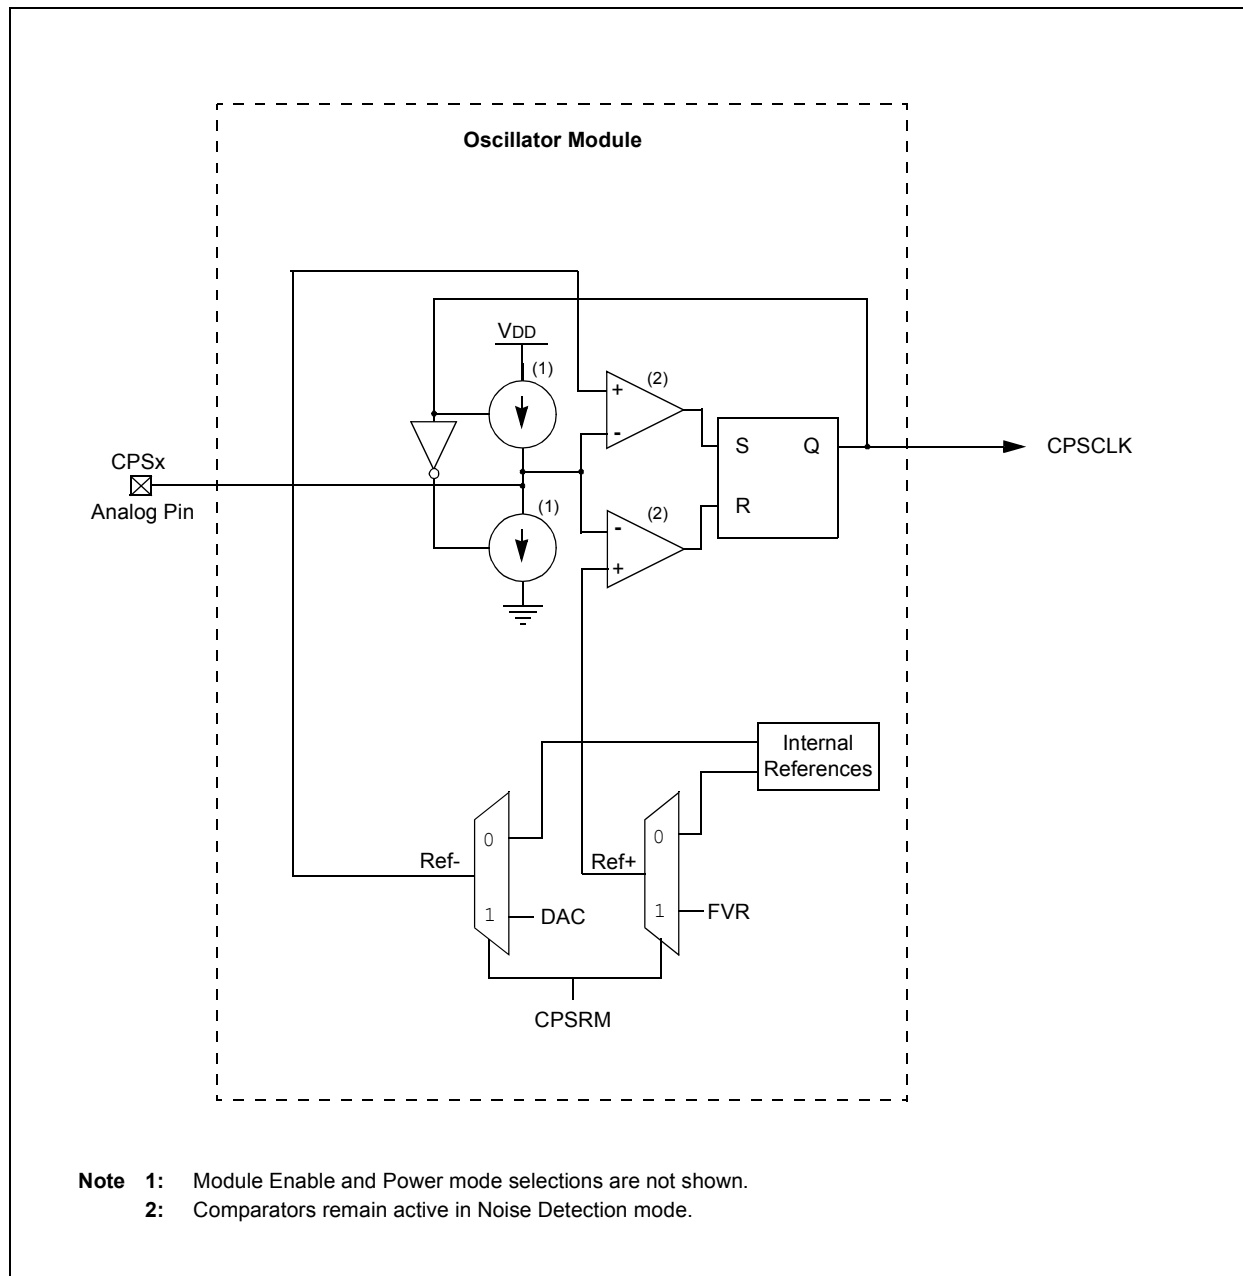 Oscillator Module
VDD
(1)
(2)
+
-
S Q
CPSCLK
CPSx
Analog Pin
(1)
(2)
R
-
+
Internal
References
0
0
Ref-
Ref+
1
DAC
1
FVR
CPSRM
Note 1: Module Enable and Power mode selections are not shown.
2: Comparators remain active in Noise Detection mode.